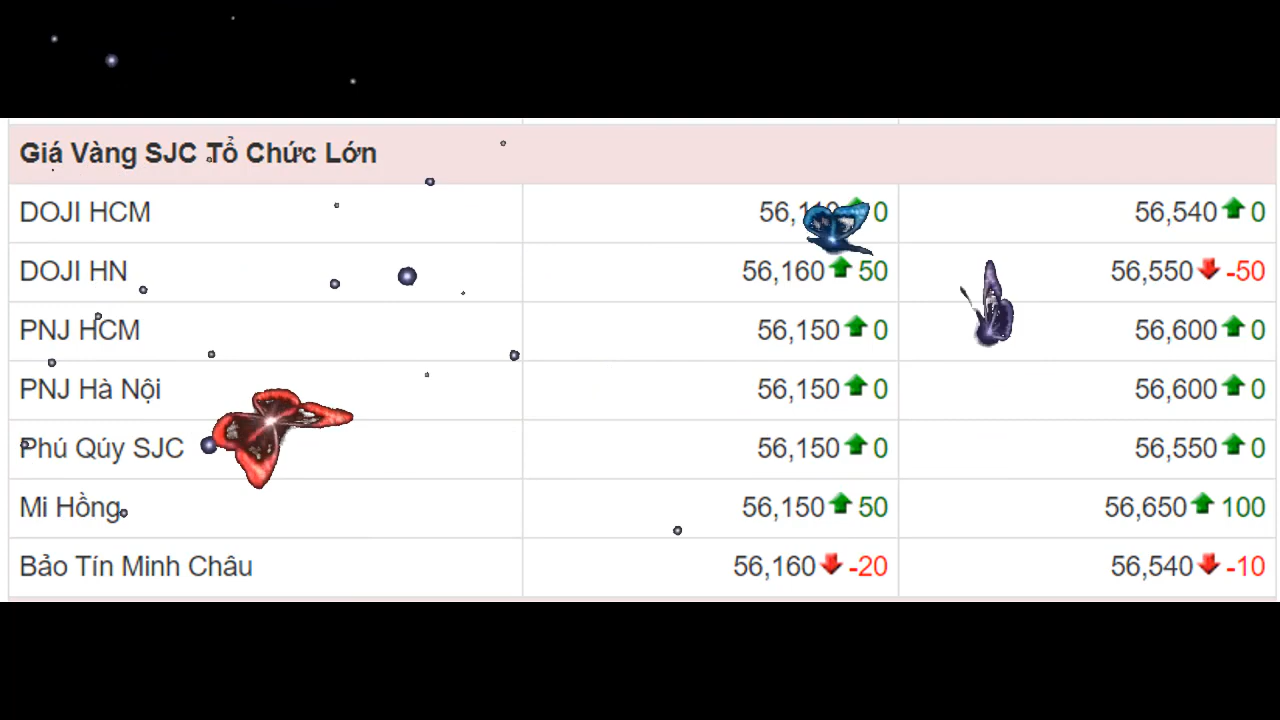 Giá Vàng SJC Tổ Chức Lớn
DOJI HCM 0 56,540 0
DOJI HN 56,160 50 56,550 -50
PNJ HCM 56,150 0 56,600 0
PNJ Hà Nội 56,150 0 56,600 0
Phú Qúy SJC 56,150 0 56,550 0
Mi Hồng 56,150 50 56,650 100
Bảo Tín Minh Châu 56,160 -20 56,540 -10